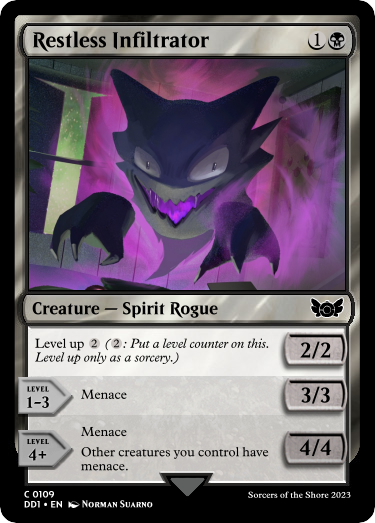 Restless Infiltrator 1
Creature — Spirit Rogue
Level up 2 (2: Put a level counter on this.
Level up only as a sorcery.)
2/2
LEVEL
1-3
Menace
3/3
LEVEL
4+
Menace
Other creatures you control have
menace.
4/4
C 0109
DD1 • EN Norman Suarno
Sorcers of the Shore 2023